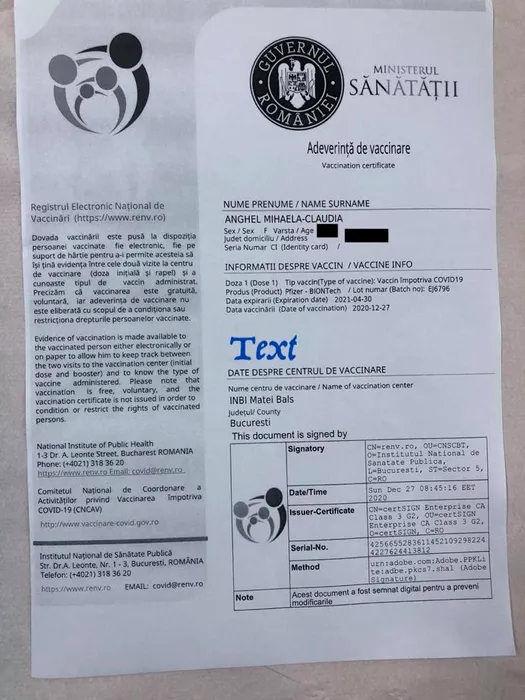 GUVERNUL ROMÂNIEI
MINISTERUL
SĂNĂTĂȚII
Adeverință de vaccinare
Vaccination certificate
Registrul Electronic Național de
Vaccinări (https://www.renv.ro)
Dovada vaccinării este pusă la dispoziția
persoanei vaccinate fie electronic, fie pe
suport de hârtie pentru a-i permite acesteia să
își țină evidența între cele două vizite la centru
de vaccinare (doza inițială și rapel) și a
cunoaste tipul de vaccin administrat.
Precizăm că vaccinarea este gratuită,
voluntară, iar adeverința de vaccinare nu
este eliberată cu scopul de a condiționa sau
restricționa drepturile persoanelor vaccinate.
Evidence of vaccination is made available to
the vaccinated person either electronically or
on paper to allow him to keep track between
the two visits to the vaccination center (initial
dose and booster) and to know the type of
vaccine administered. Please note that
vaccination is free, voluntary, and the
vaccination certificate is not issued in order to
condition or restrict the rights of vaccinated
persons.
National Institute of Public Health
1-3 Dr. A. Leonte Street, Bucharest ROMANIA
Phone: (+4021) 318 36 20
https://www.renv.ro Email: covid@renv.ro
Comitetul Național de Coordonare a
Activităților privind Vaccinarea Împotriva
COVID-19 (CNCAV)
http://www.vaccinare-covid.gov.ro
Institutul Național de Sănătate Publică
Str. Dr.A. Leonte, Nr. 1 - 3, Bucuresti, ROMANIA
Telefon: (+4021) 318 36 20
https://www.renv.ro EMAIL: covid@renv.ro
NUME PRENUME / NAME SURNAME
ANGHEL MIHAELA-CLAUDIA
Sex / Sex F Varsta / Age
Judet domiciliu / Address
Seria Numar CI (Identity card) /
INFORMATII DESPRE VACCIN / VACCINE INFO
Doza 1 (Dose 1) Tip vaccin(Type of vaccine): Vaccin împotriva COVID19
Produs (Product) Pfizer - BIONTech / Lot numar (Batch no): EJ6796
Data expirarii (Expiration date) 2021-04-30
Data vaccinării (Date of vaccination) 2020-12-27
Text
DATE DESPRE CENTRUL DE VACCINARE
Nume centru de vaccinare / Name of vaccination center
INBI Matei Bals
Județul/ County
Bucuresti
This document is signed by
Signatory
CN=renv.ro, OU=CNSCBT,
O=Institutul National de
Sanatate Publica,
L=Bucuresti, ST=Sector 5,
C=RO
Date/Time
Sun Dec 27 08:45:16 EET
2020
Issuer-Certificate
CN=certSIGN Enterprise CA
Class 3 G2, OU=certSIGN
Enterprise CA Class 3 G2,
O=certSIGN, C=RO
Serial-No.
4256655283611452109298224
4227624413812
Method
urn:adobe.com:Adobe.PPKLi
te:adbe.pkcs7.sha1 (Adobe
Signature)
Note
Acest document a fost semnat digital pentru a preveni
modificarile